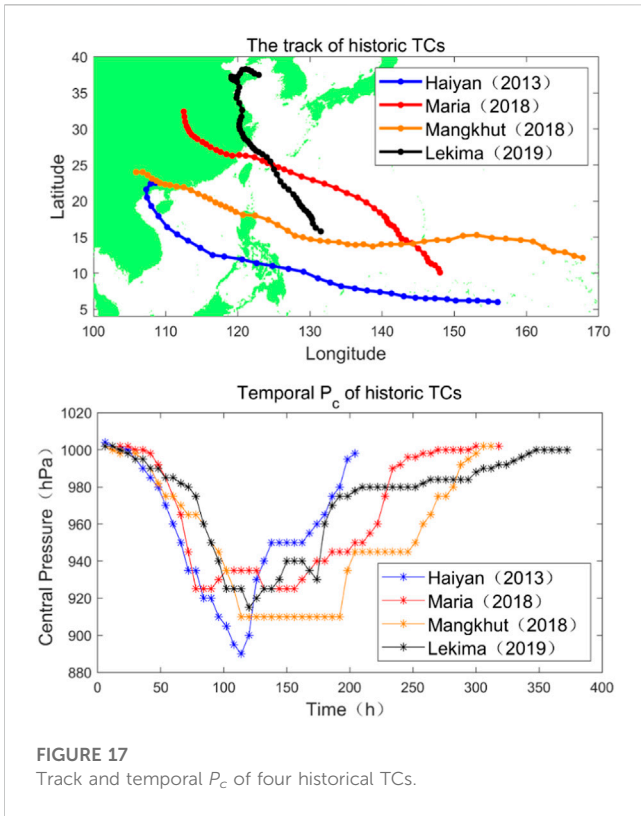 The track of historic TCs
40
35
30
25
20
15
10
5
Latitude
Haiyan（2013）
Maria（2018）
Mangkhut（2018）
Lekima（2019）
100 110 120 130 140 150 160 170
Longitude
Temporal Pc of historic TCs
1020
1000
980
960
940
920
900
880
Central Pressure（hPa）
Haiyan（2013）
Maria（2018）
Mangkhut（2018）
Lekima（2019）
0 50 100 150 200 250 300 350 400
Time（h）
FIGURE 17
Track and temporal Pc of four historical TCs.